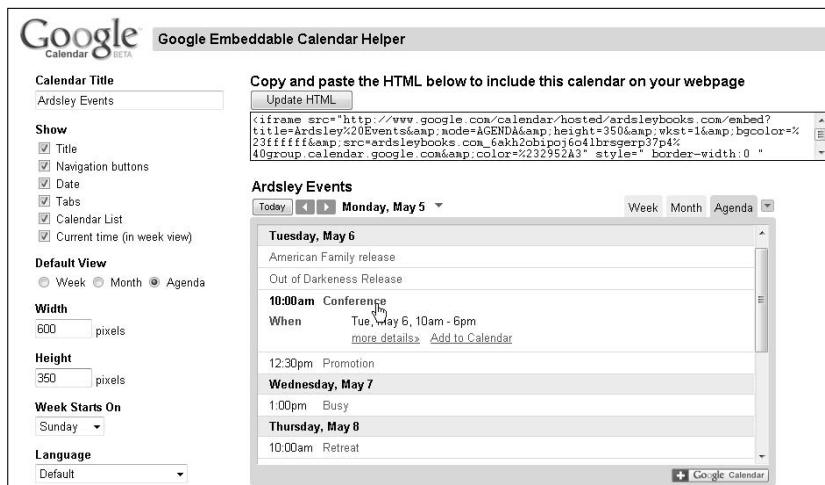 Google
Calendar BETA
Google Embeddable Calendar Helper
Calendar Title
Ardsley Events
Show
Title
Navigation buttons
Date
Tabs
Calendar List
Current time (in week view)
Default View
Week Month Agenda
Width
600 pixels
Height
350 pixels
Week Starts On
Sunday
Language
Default
Copy and paste the HTML below to include this calendar on your webpage
Update HTML
<iframe src="http://www.google.com/calendar/hosted/ardsleybooks.com/embed?
title=Ardsley%20Events&amp;mode=AGENDA&amp;height=350&amp;wkst=1&amp;bgcolor=%
23ffffff&amp;src=ardsleybooks.com_6akh2obipoj6o4lbrsgerp37p4%
40group.calendar.google.com&amp;color=%232952A3" style=" border-width:0 "
Ardsley Events
Today Monday, May 5 Week Month Agenda
Tuesday, May 6
American Family release
Out of Darkeness Release
10:00am Conference
When Tue, May 6, 10am - 6pm
more details» Add to Calendar
12:30pm Promotion
Wednesday, May 7
1:00pm Busy
Thursday, May 8
10:00am Retreat
Google Calendar